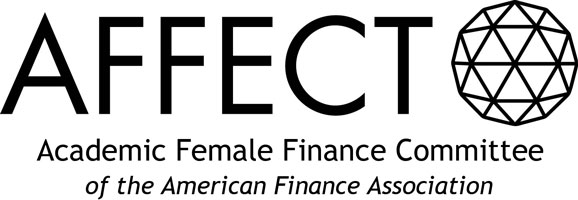 AFFECT
Academic Female Finance Committee
of the American Finance Association